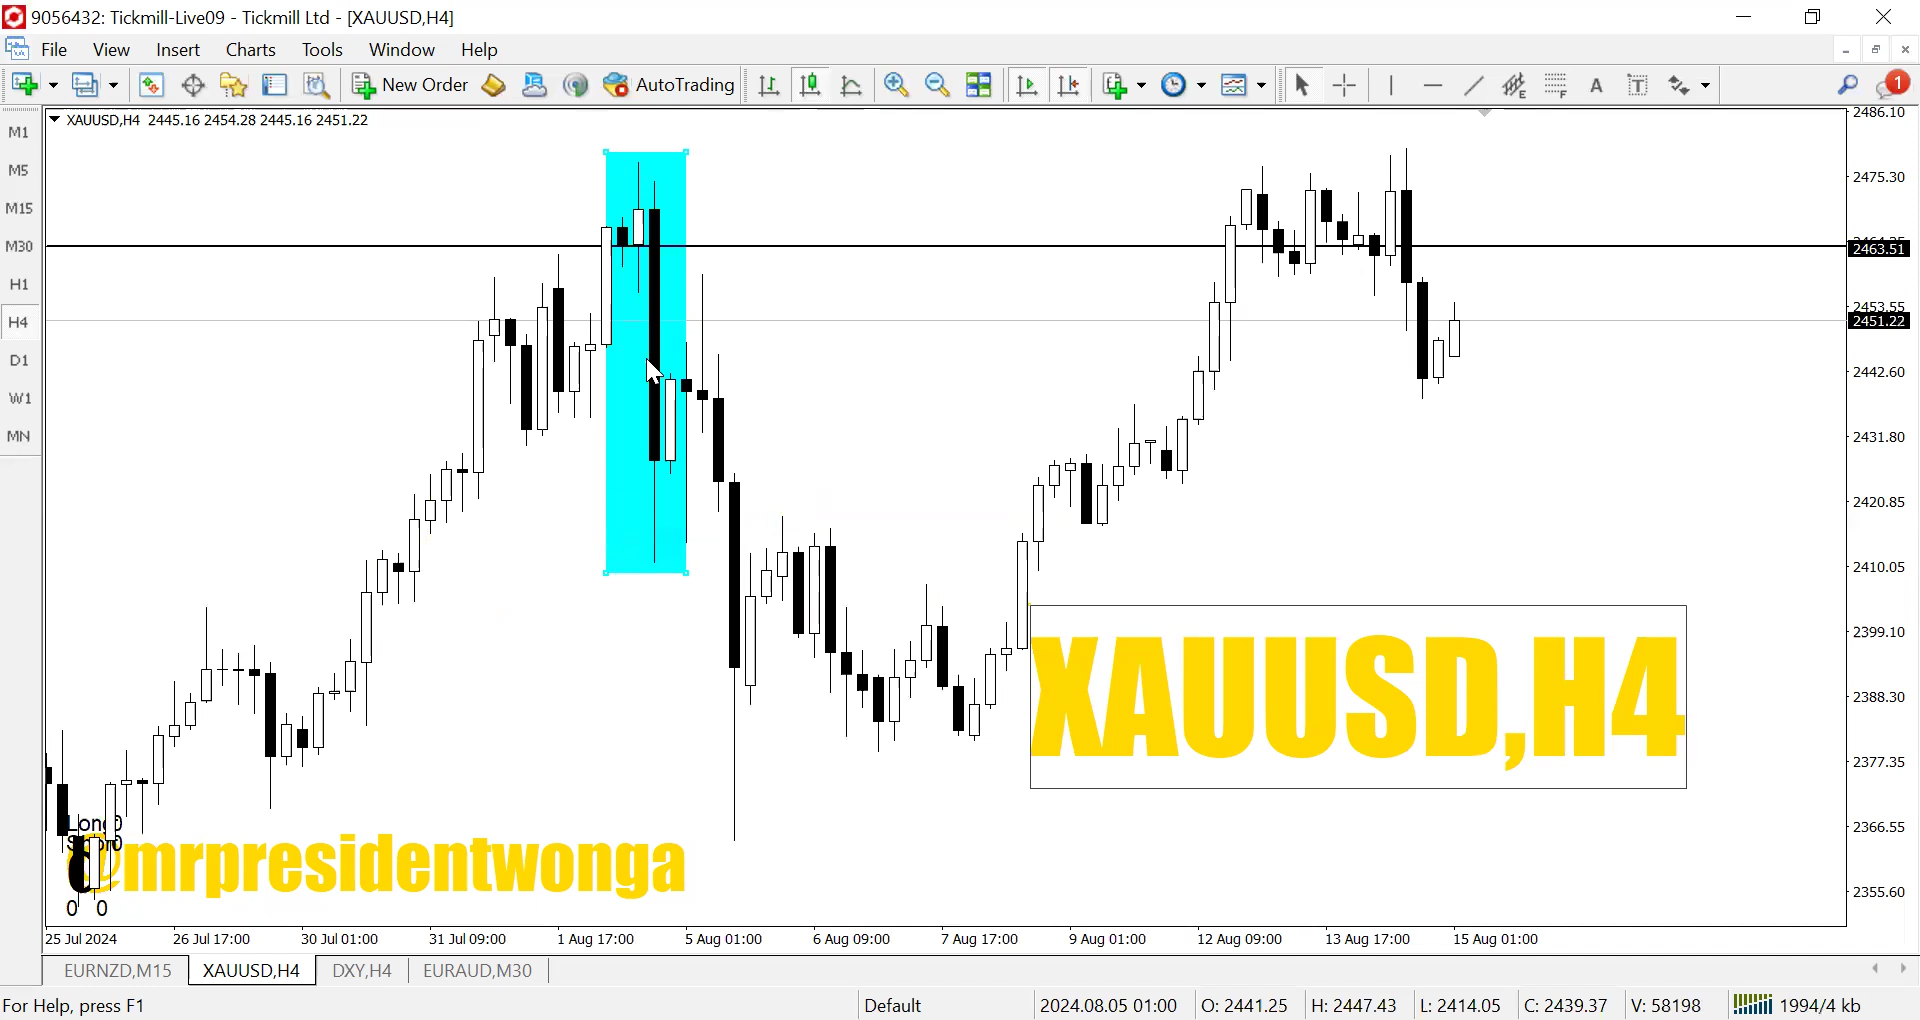 9056432: Tickmill-Live09 - Tickmill Ltd - [XAUUSD,H4]
File View Insert Charts Tools Window Help
New Order AutoTrading E F A T 1
M1
M5
M15
M30
H1
H4
D1
W1
MN
XAUUSD,H4 2445.16 2454.28 2445.16 2451.22
2486.10
2475.30
2463.51
2453.55
2451.22
2442.60
2431.80
2420.85
2410.05
2399.10
2388.30
2377.35
2366.55
2355.60
XAUUSD,H4
@mrpresidentwonga
0 0
25 Jul 2024 26 Jul 17:00 30 Jul 01:00 31 Jul 09:00 1 Aug 17:00 5 Aug 01:00 6 Aug 09:00 7 Aug 17:00 9 Aug 01:00 12 Aug 09:00 13 Aug 17:00 15 Aug 01:00
EURNZD,M15 XAUUSD,H4 DXY,H4 EURAUD,M30
For Help, press F1 Default 2024.08.05 01:00 O: 2441.25 H: 2447.43 L: 2414.05 C: 2439.37 V: 58198 1994/4 kb